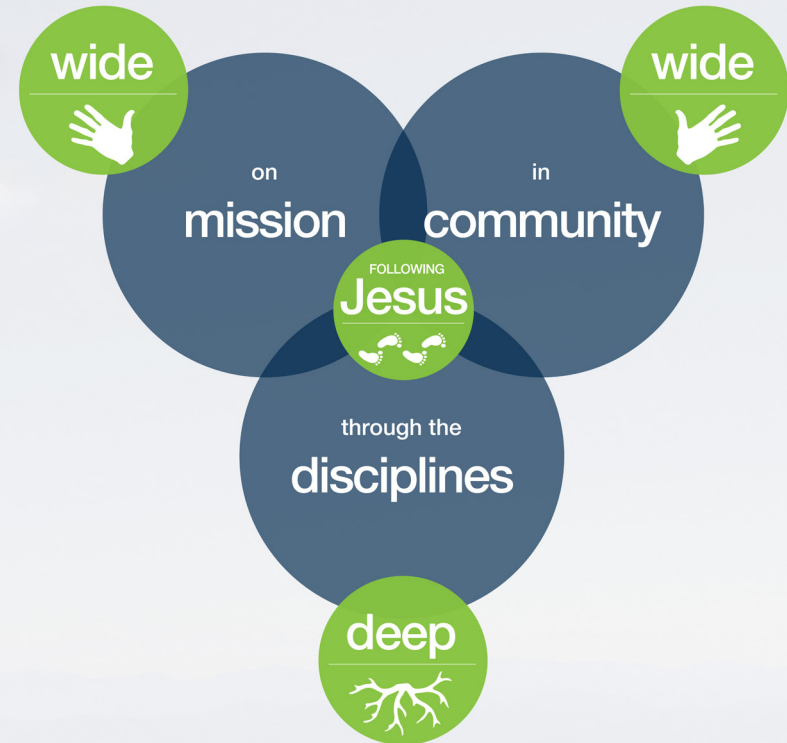 wide
wide
on
mission
in
community
FOLLOWING
Jesus
through the
disciplines
deep